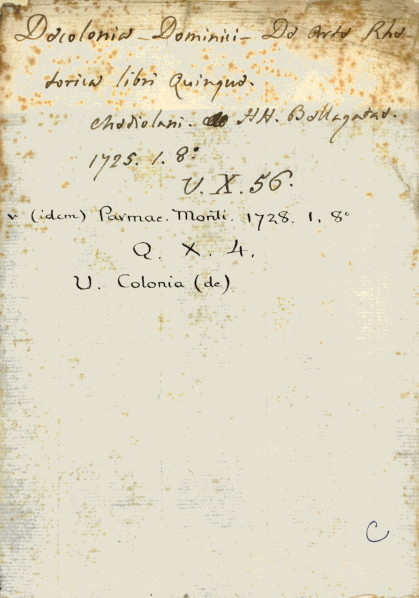 Decolonia - Dominici - De Arte Rhe-
torica libri Quinque.
Mediolani. HH. Bellagatae.
1725. 1. 8°
U. X. 56.
v (idem) Parmae. Monti. 1728. 1. 8°
Q. X. 4.
U. Colonia (de)
C